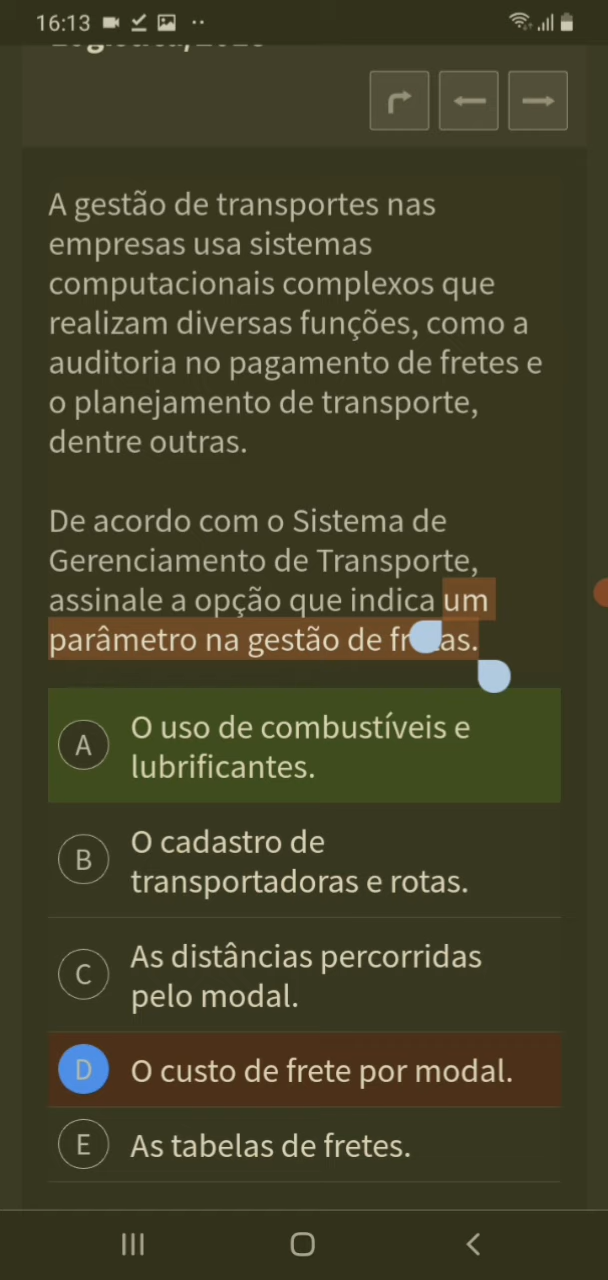 16:13
A gestão de transportes nas
empresas usa sistemas
computacionais complexos que
realizam diversas funções, como a
auditoria no pagamento de fretes e
o planejamento de transporte,
dentre outras.
De acordo com o Sistema de
Gerenciamento de Transporte,
assinale a opção que indica um
parâmetro na gestão de frotas.
A O uso de combustíveis e
lubrificantes.
B O cadastro de
transportadoras e rotas.
C As distâncias percorridas
pelo modal.
D O custo de frete por modal.
E As tabelas de fretes.